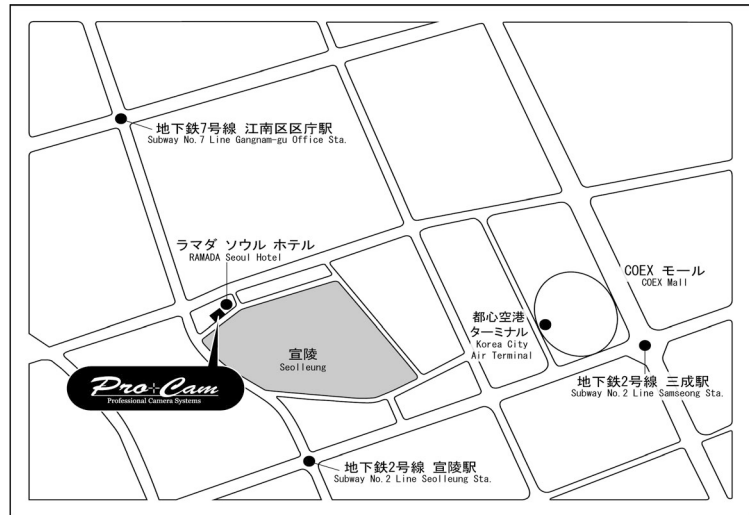 地下鉄7号線 江南区区庁駅
Subway No.7 Line Gangnam-gu Office Sta.
ラマダ ソウル ホテル
RAMADA Seoul Hotel
COEX モール
COEX Mall
都心空港
ターミナル
Korea City
Air Terminal
宣陵
Seolleung
Pro Cam
Professional Camera Systems
地下鉄2号線 三成駅
Subway No.2 Line Samseong Sta.
地下鉄2号線 宣陵駅
Subway No.2 Line Seolleung Sta.